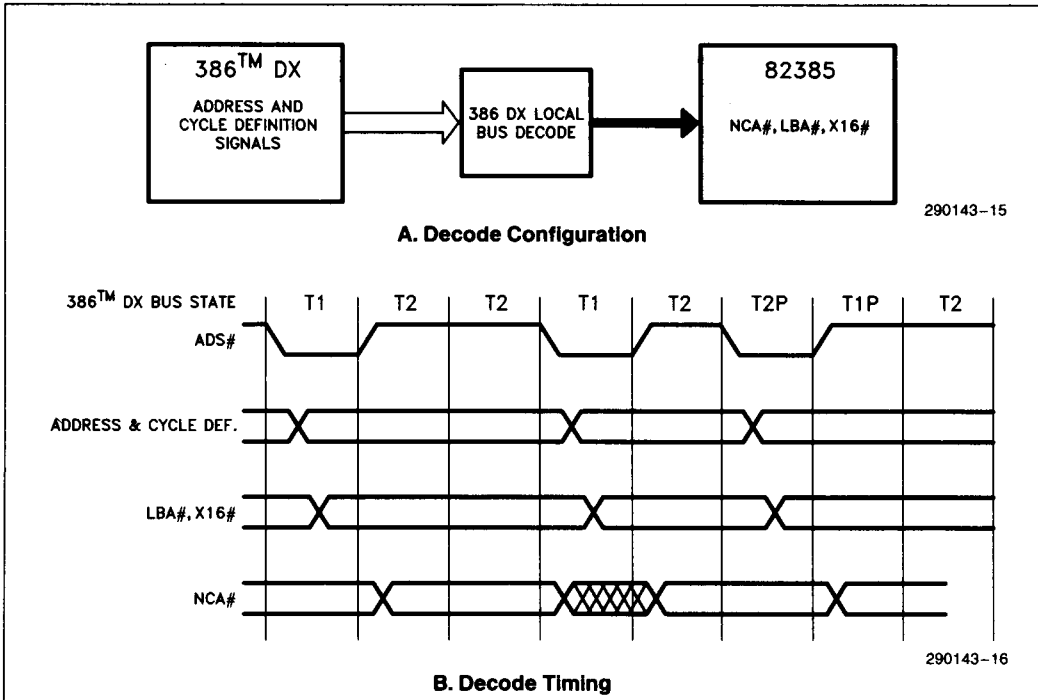 386™ DX
ADDRESS AND
CYCLE DEFINITION
SIGNALS
386 DX LOCAL
BUS DECODE
82385
NCA#, LBA#, X16#
290143-15
A. Decode Configuration
386™ DX BUS STATE T1 T2 T2 T1 T2 T2P T1P T2
ADS#
ADDRESS & CYCLE DEF.
LBA#, X16#
NCA#
290143-16
B. Decode Timing